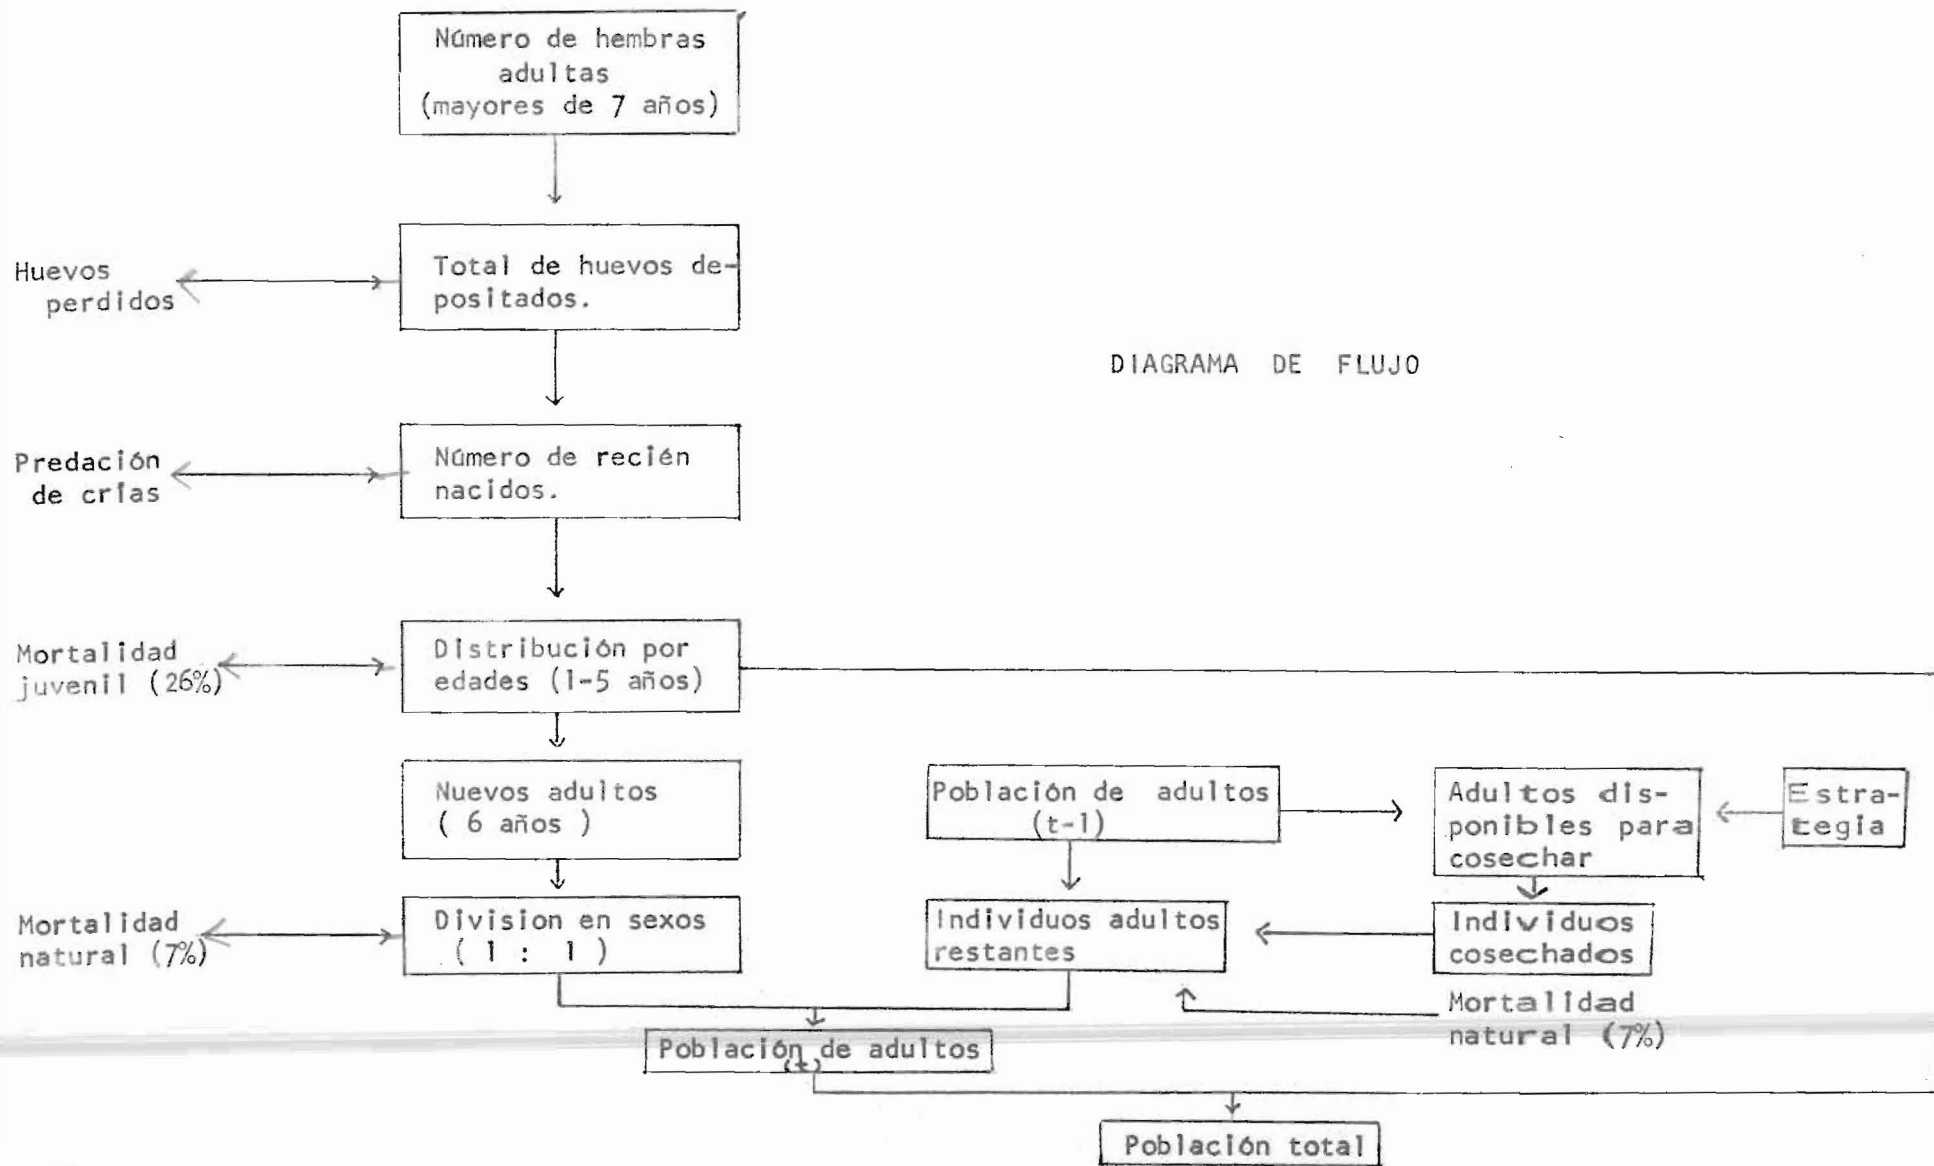 Número de hembras
adultas
(mayores de 7 años)
Huevos
perdidos
Total de huevos de-
positados.
DIAGRAMA DE FLUJO
Predación
de crías
Número de recién
nacidos.
Mortalidad
juvenil (26%)
Distribución por
edades (1-5 años)
Nuevos adultos
( 6 años )
Población de adultos
(t-1)
Adultos dis-
ponibles para
cosechar
Estra-
tegia
Mortalidad
natural (7%)
Division en sexos
( 1 : 1 )
Individuos adultos
restantes
Individuos
cosechados
Mortalidad
natural (7%)
Población de adultos
(t)
Población total